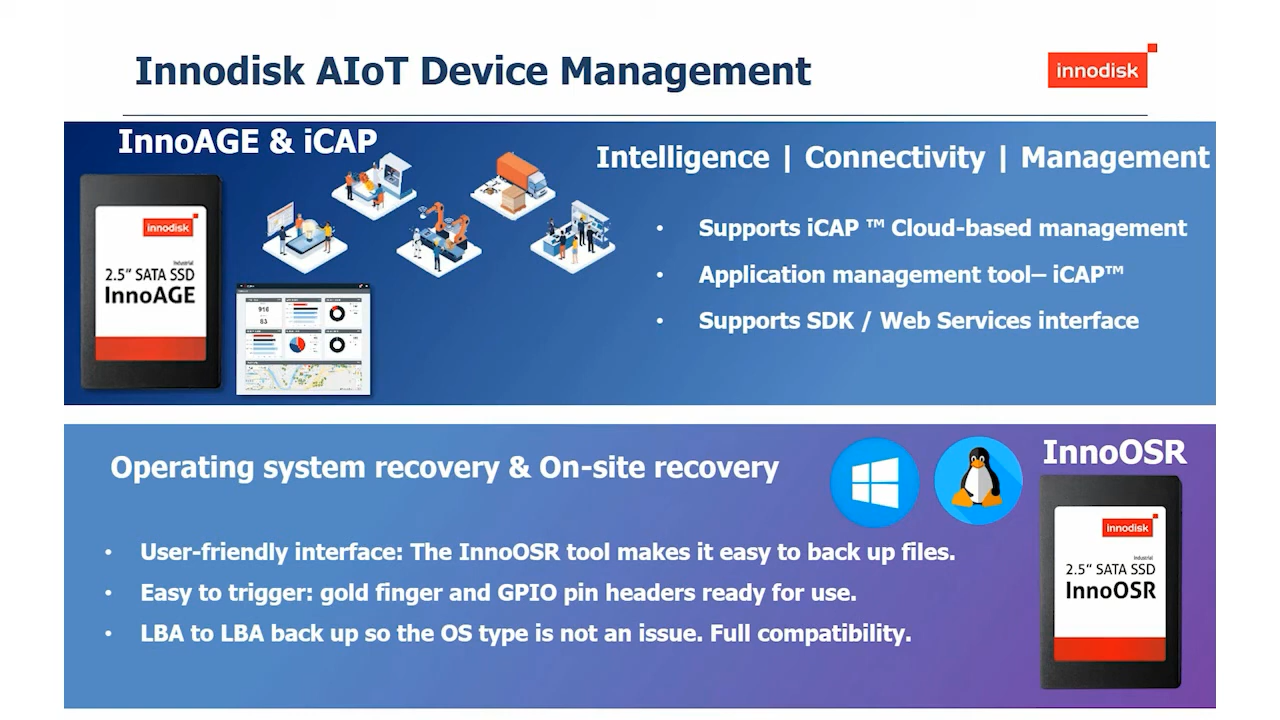 Innodisk AIoT Device Management
innodisk
InnoAGE & iCAP
Intelligence | Connectivity | Management
innodisk
Industrial
2.5” SATA SSD
InnoAGE
916
83
• Supports iCAP ™ Cloud-based management
• Application management tool– iCAP™
• Supports SDK / Web Services interface
Operating system recovery & On-site recovery
InnoOSR
• User-friendly interface: The InnoOSR tool makes it easy to back up files.
• Easy to trigger: gold finger and GPIO pin headers ready for use.
• LBA to LBA back up so the OS type is not an issue. Full compatibility.
innodisk
Industrial
2.5” SATA SSD
InnoOSR